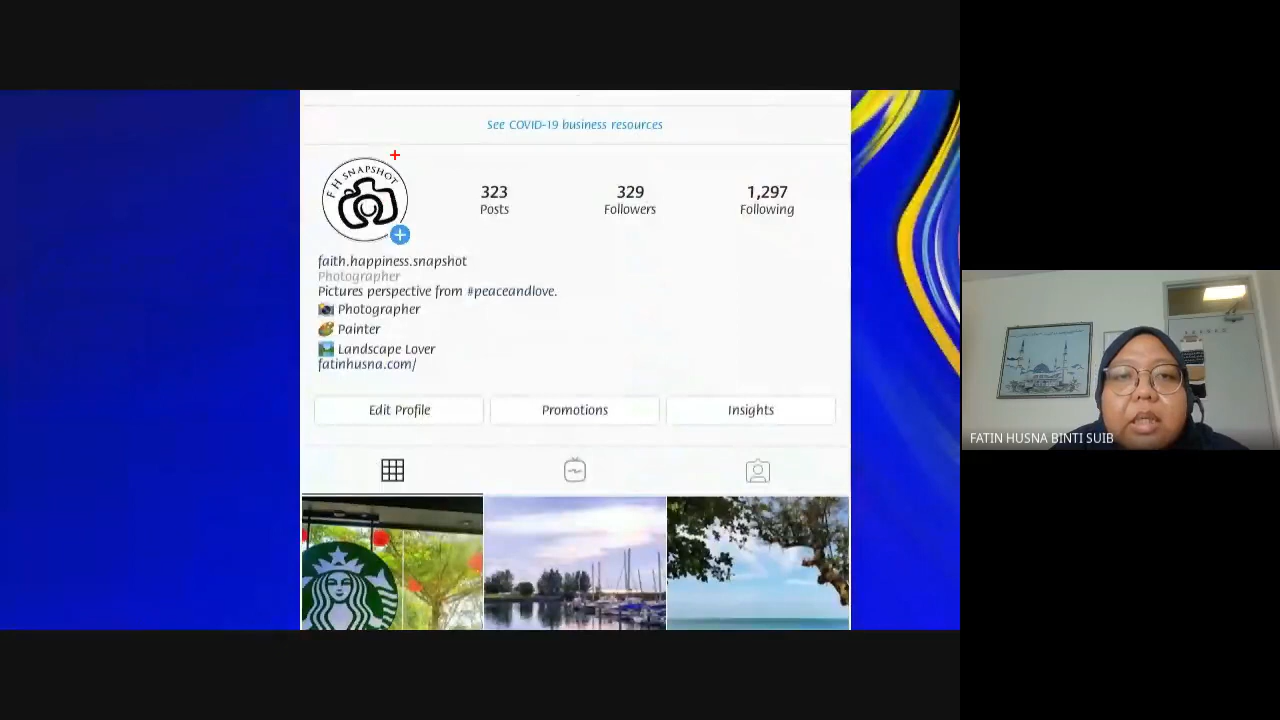 See COVID-19 business resources
F H SNAPSHOT
323
Posts
329
Followers
1,297
Following
faith.happiness.snapshot
Photographer
Pictures perspective from #peaceandlove.
Photographer
Painter
Landscape Lover
fatinhusna.com/
Edit Profile
Promotions
Insights
FATIN HUSNA BINTI SUIB